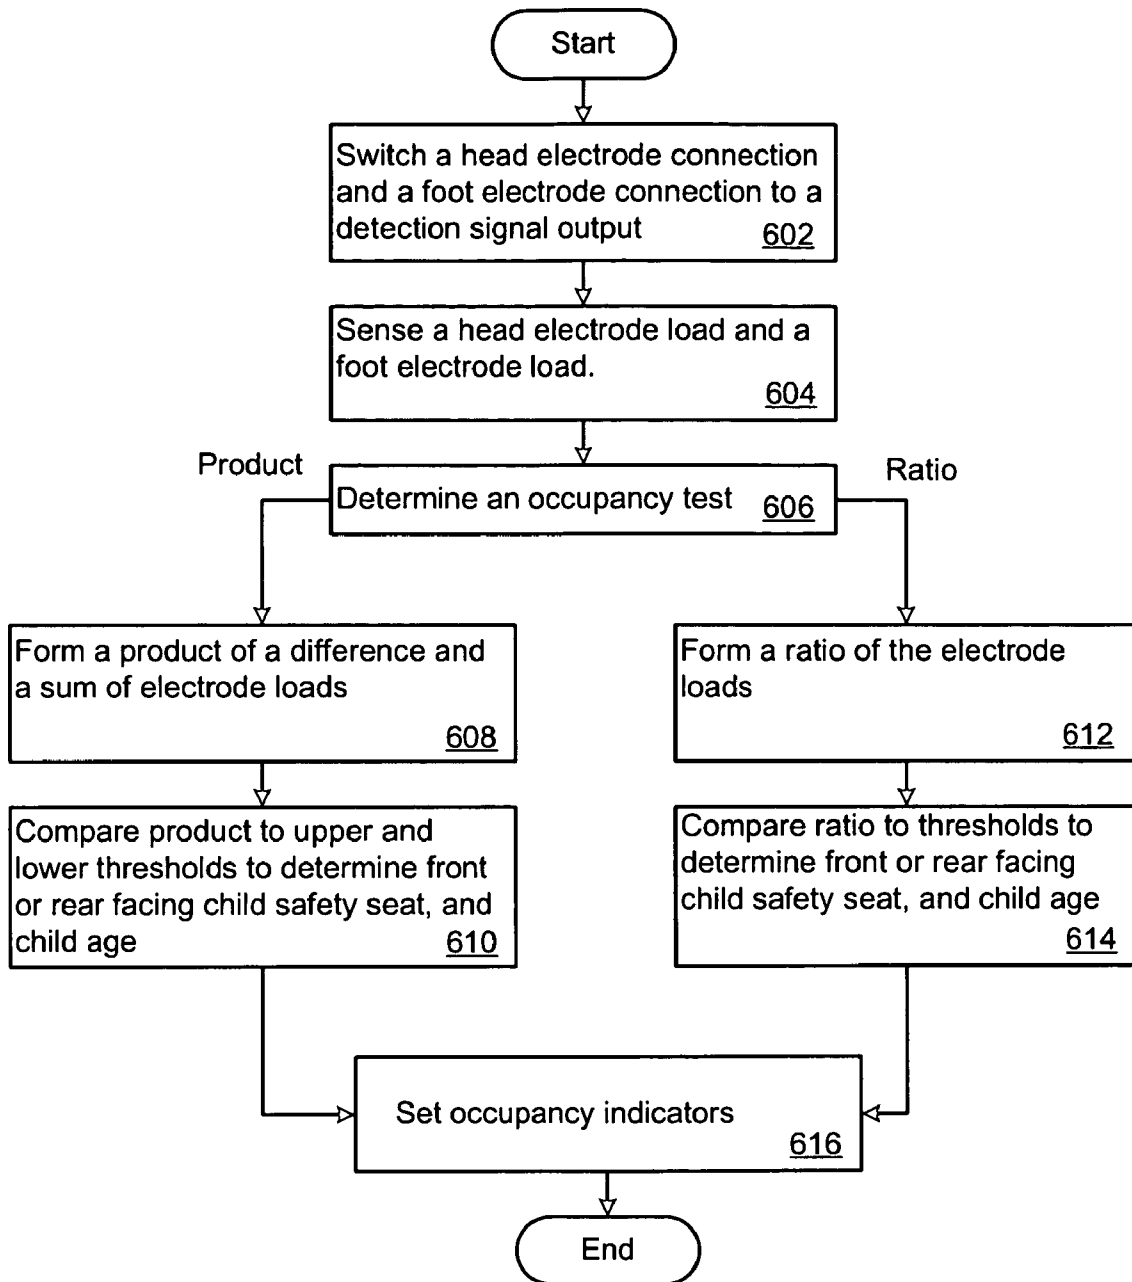 Start
Switch a head electrode connection
and a foot electrode connection to a
detection signal output
602
Sense a head electrode load and a
foot electrode load.
604
Product
Ratio
Determine an occupancy test
606
Form a product of a difference and
a sum of electrode loads
608
Form a ratio of the electrode
loads
612
Compare product to upper and
lower thresholds to determine front
or rear facing child safety seat, and
child age
610
Compare ratio to thresholds to
determine front or rear facing
child safety seat, and child age
614
Set occupancy indicators
616
End